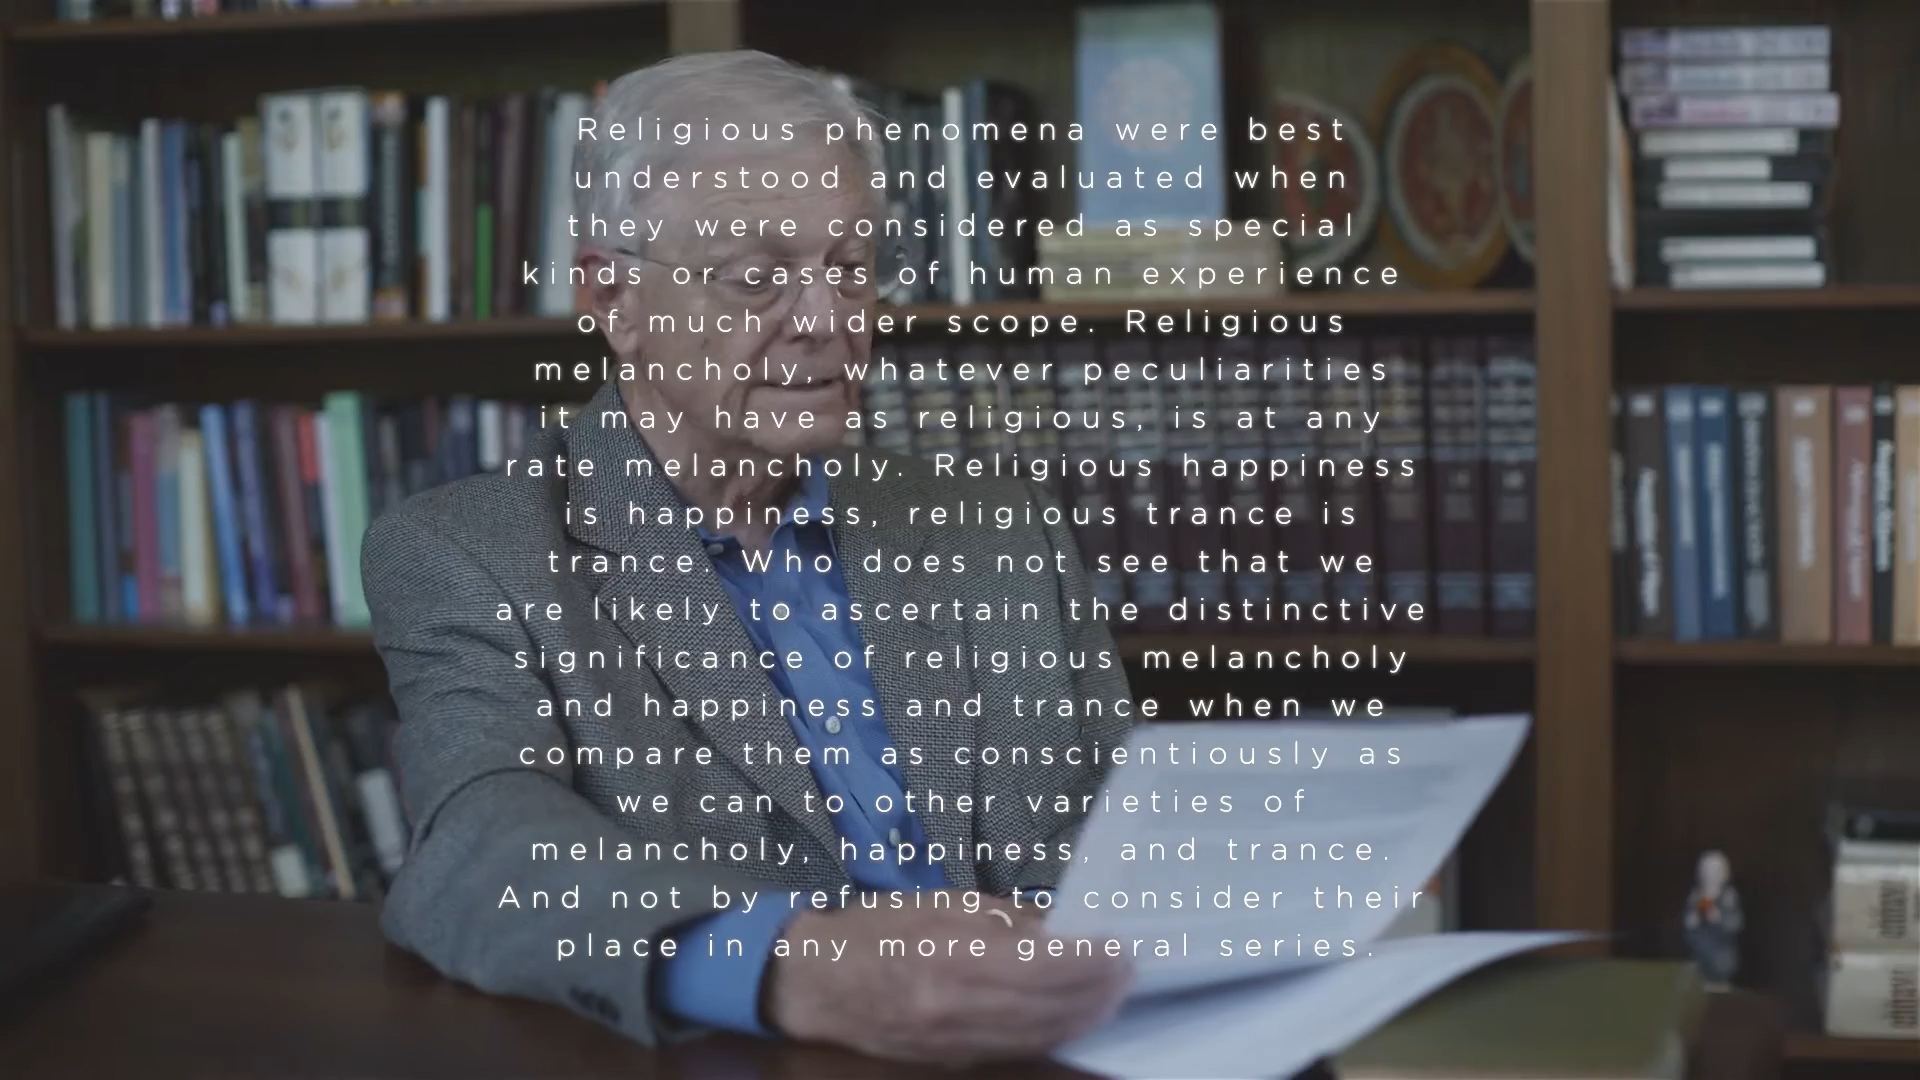 Religious phenomena were best
understood and evaluated when
they were considered as special
kinds or cases of human experience
of much wider scope. Religious
melancholy, whatever peculiarities
it may have as religious, is at any
rate melancholy. Religious happiness
is happiness, religious trance is
trance. Who does not see that we
are likely to ascertain the distinctive
significance of religious melancholy
and happiness and trance when we
compare them as conscientiously as
we can to other varieties of
melancholy, happiness, and trance.
And not by refusing to consider their
place in any more general series.